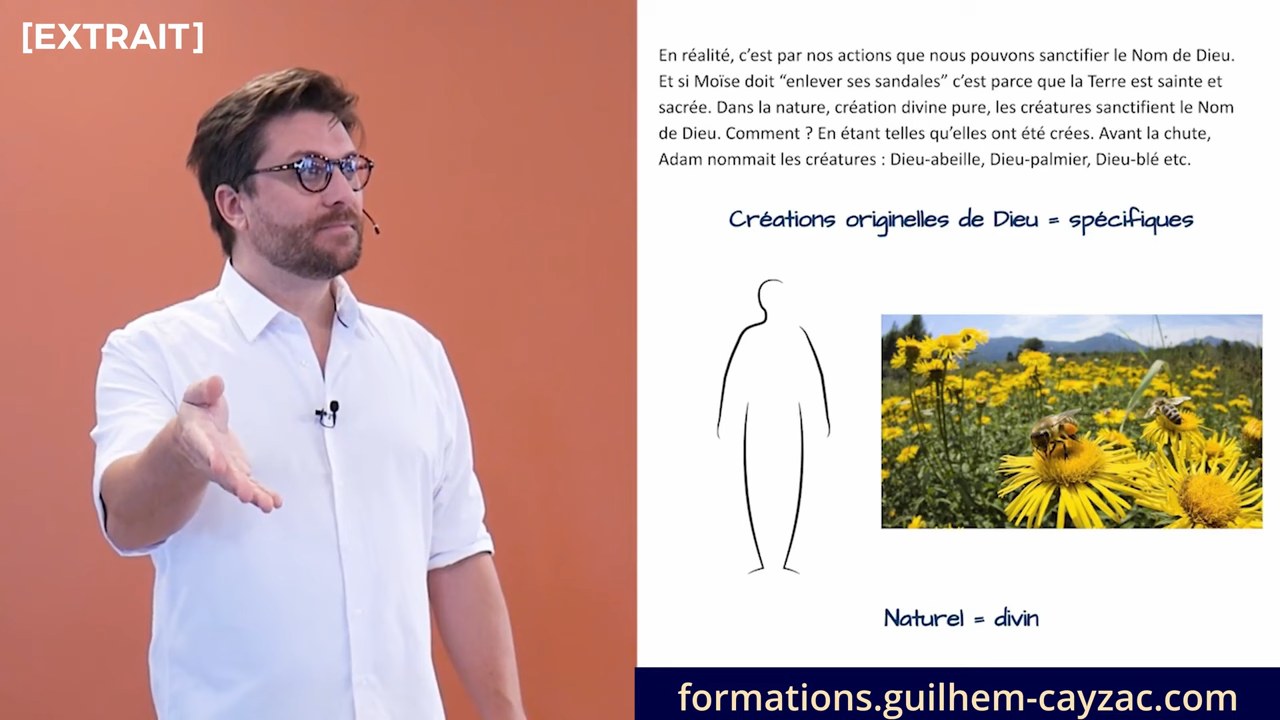 [EXTRAIT]
En réalité, c’est par nos actions que nous pouvons sanctifier le Nom de Dieu.
Et si Moïse doit “enlever ses sandales” c’est parce que la Terre est sainte et
sacrée. Dans la nature, création divine pure, les créatures sanctifient le Nom
de Dieu. Comment ? En étant telles qu’elles ont été crées. Avant la chute,
Adam nommait les créatures : Dieu-abeille, Dieu-palmier, Dieu-blé etc.
Créations originelles de Dieu = spécifiques
Naturel = divin
formations.guilhem-cayzac.com